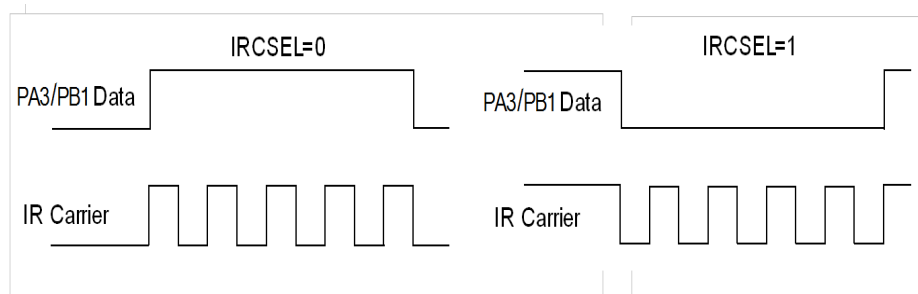 IRCSEL=0
PA3/PB1 Data
IR Carrier
IRCSEL=1
PA3/PB1 Data
IR Carrier